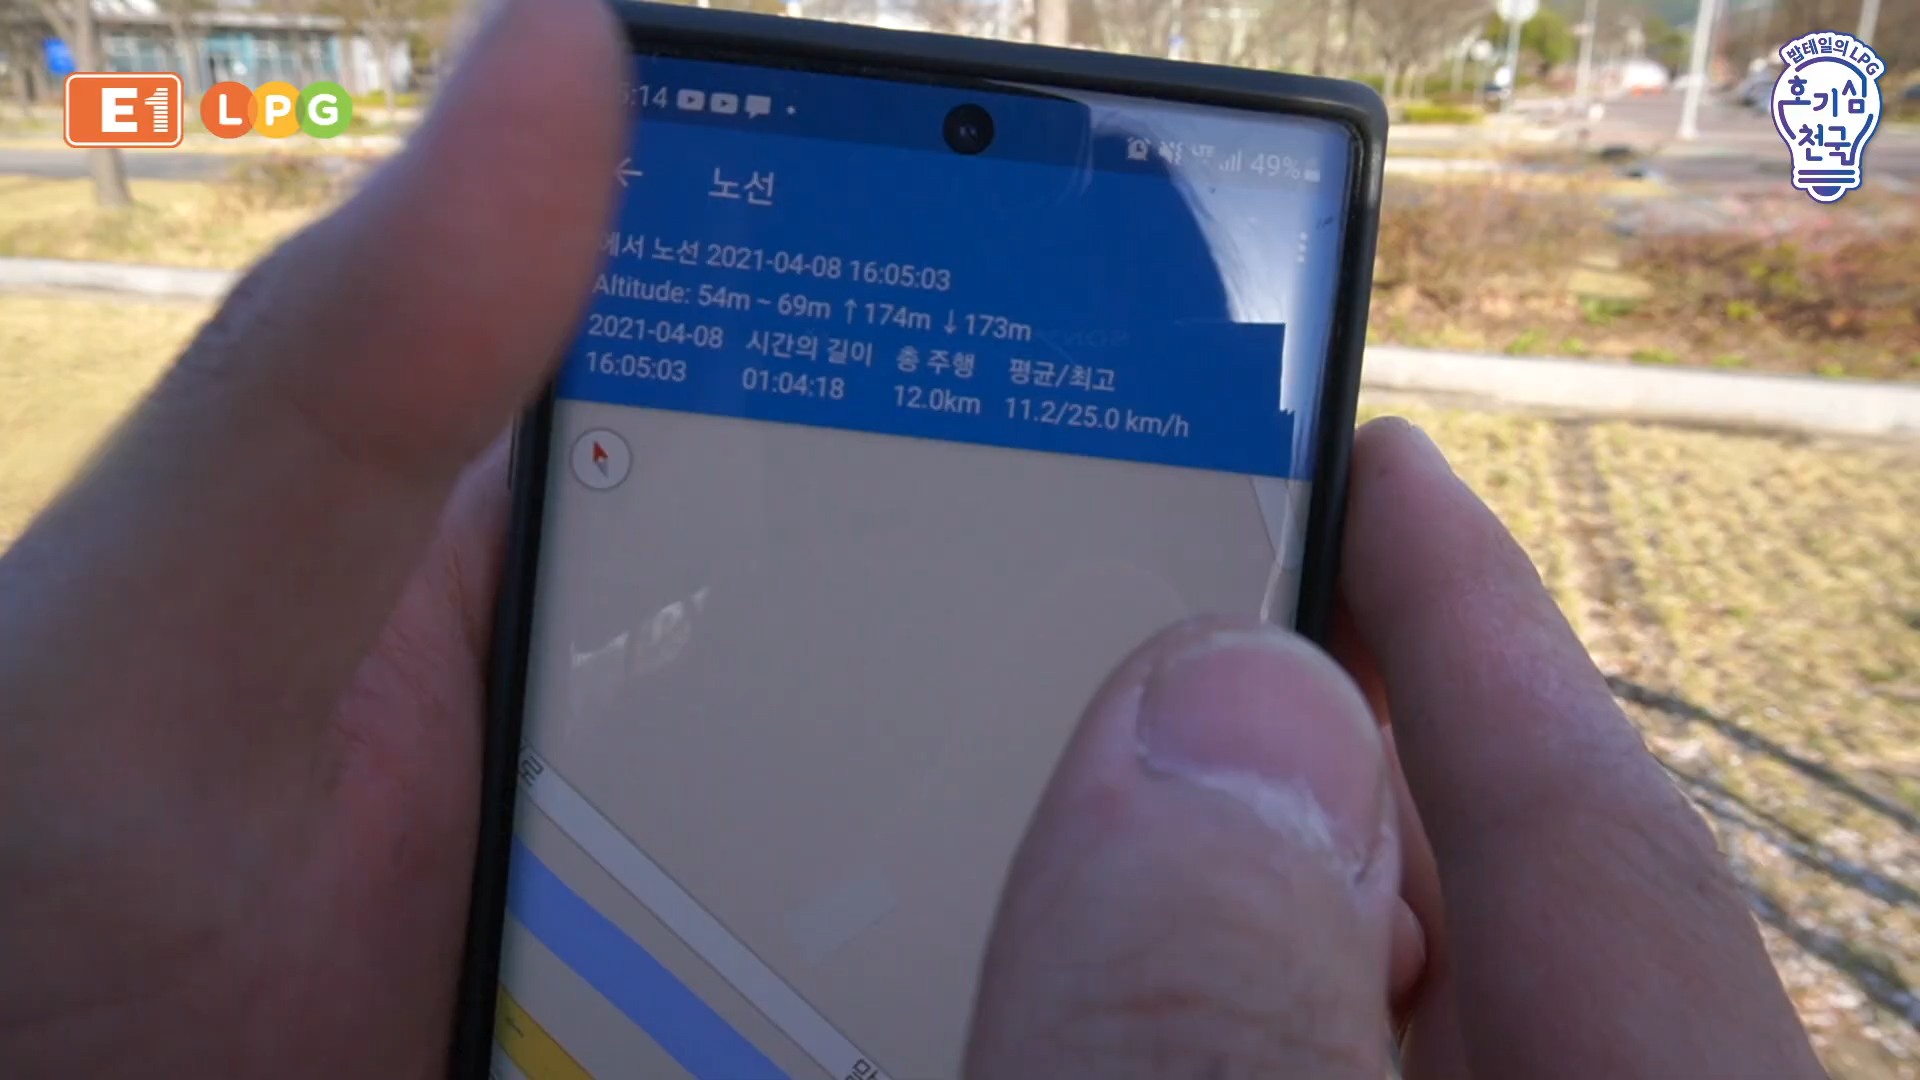 E1 LPG
밥테일의 LPG
호기심
천국
:14
49%
노선
에서 노선 2021-04-08 16:05:03
Altitude: 54m ~ 69m ↑174m ↓173m
2021-04-08 시간의 길이 총 주행 평균/최고
16:05:03 01:04:18 12.0km 11.2/25.0 km/h
로